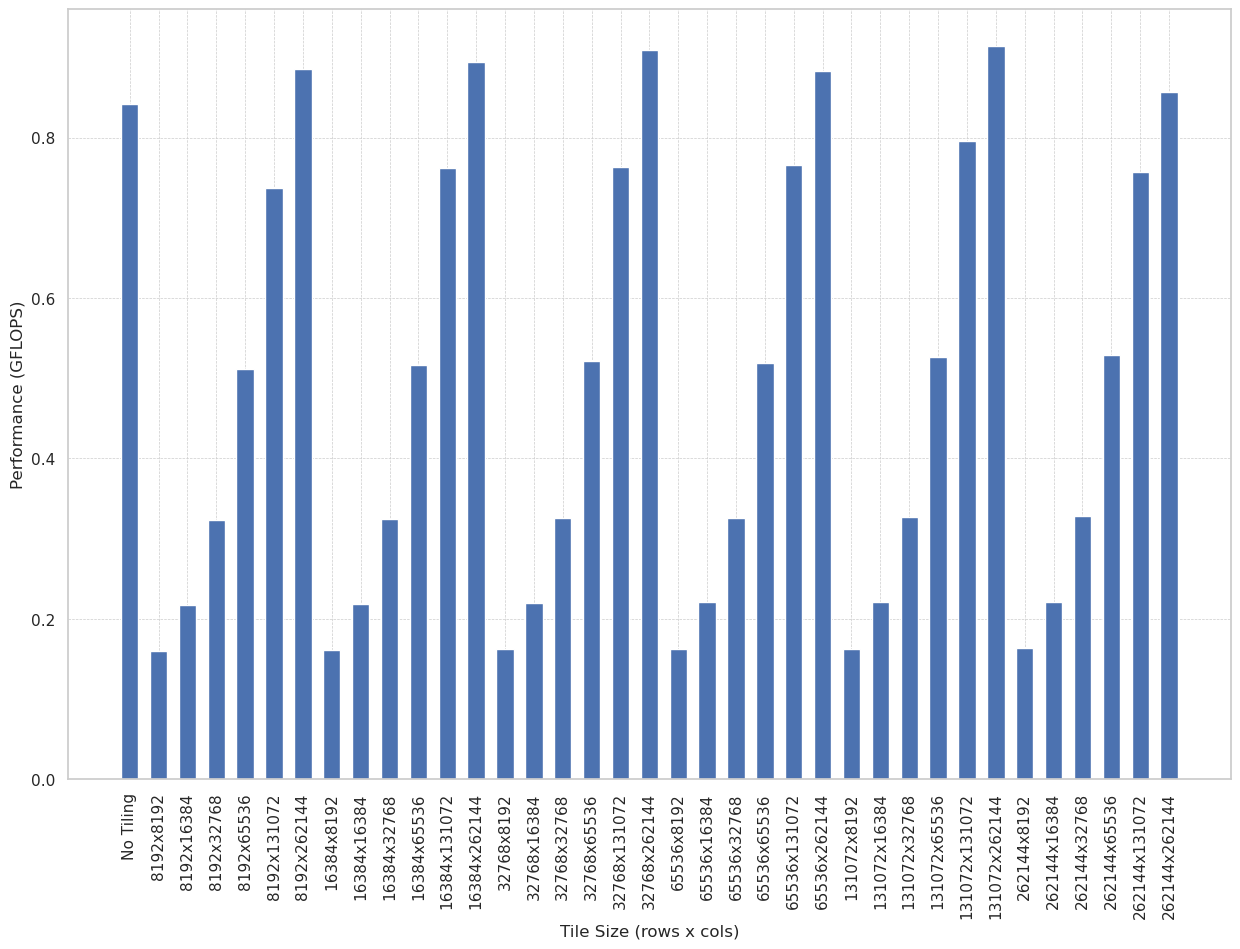 Performance (GFLOPS)
0.8
0.6
0.4
0.2
0.0
No Tiling
8192x8192
8192x16384
8192x32768
8192x65536
8192x131072
8192x262144
16384x8192
16384x16384
16384x32768
16384x65536
16384x131072
16384x262144
32768x8192
32768x16384
32768x32768
32768x65536
32768x131072
32768x262144
65536x8192
65536x16384
65536x32768
65536x65536
65536x131072
65536x262144
131072x8192
131072x16384
131072x32768
131072x65536
131072x131072
131072x262144
262144x8192
262144x16384
262144x32768
262144x65536
262144x131072
262144x262144
Tile Size (rows x cols)